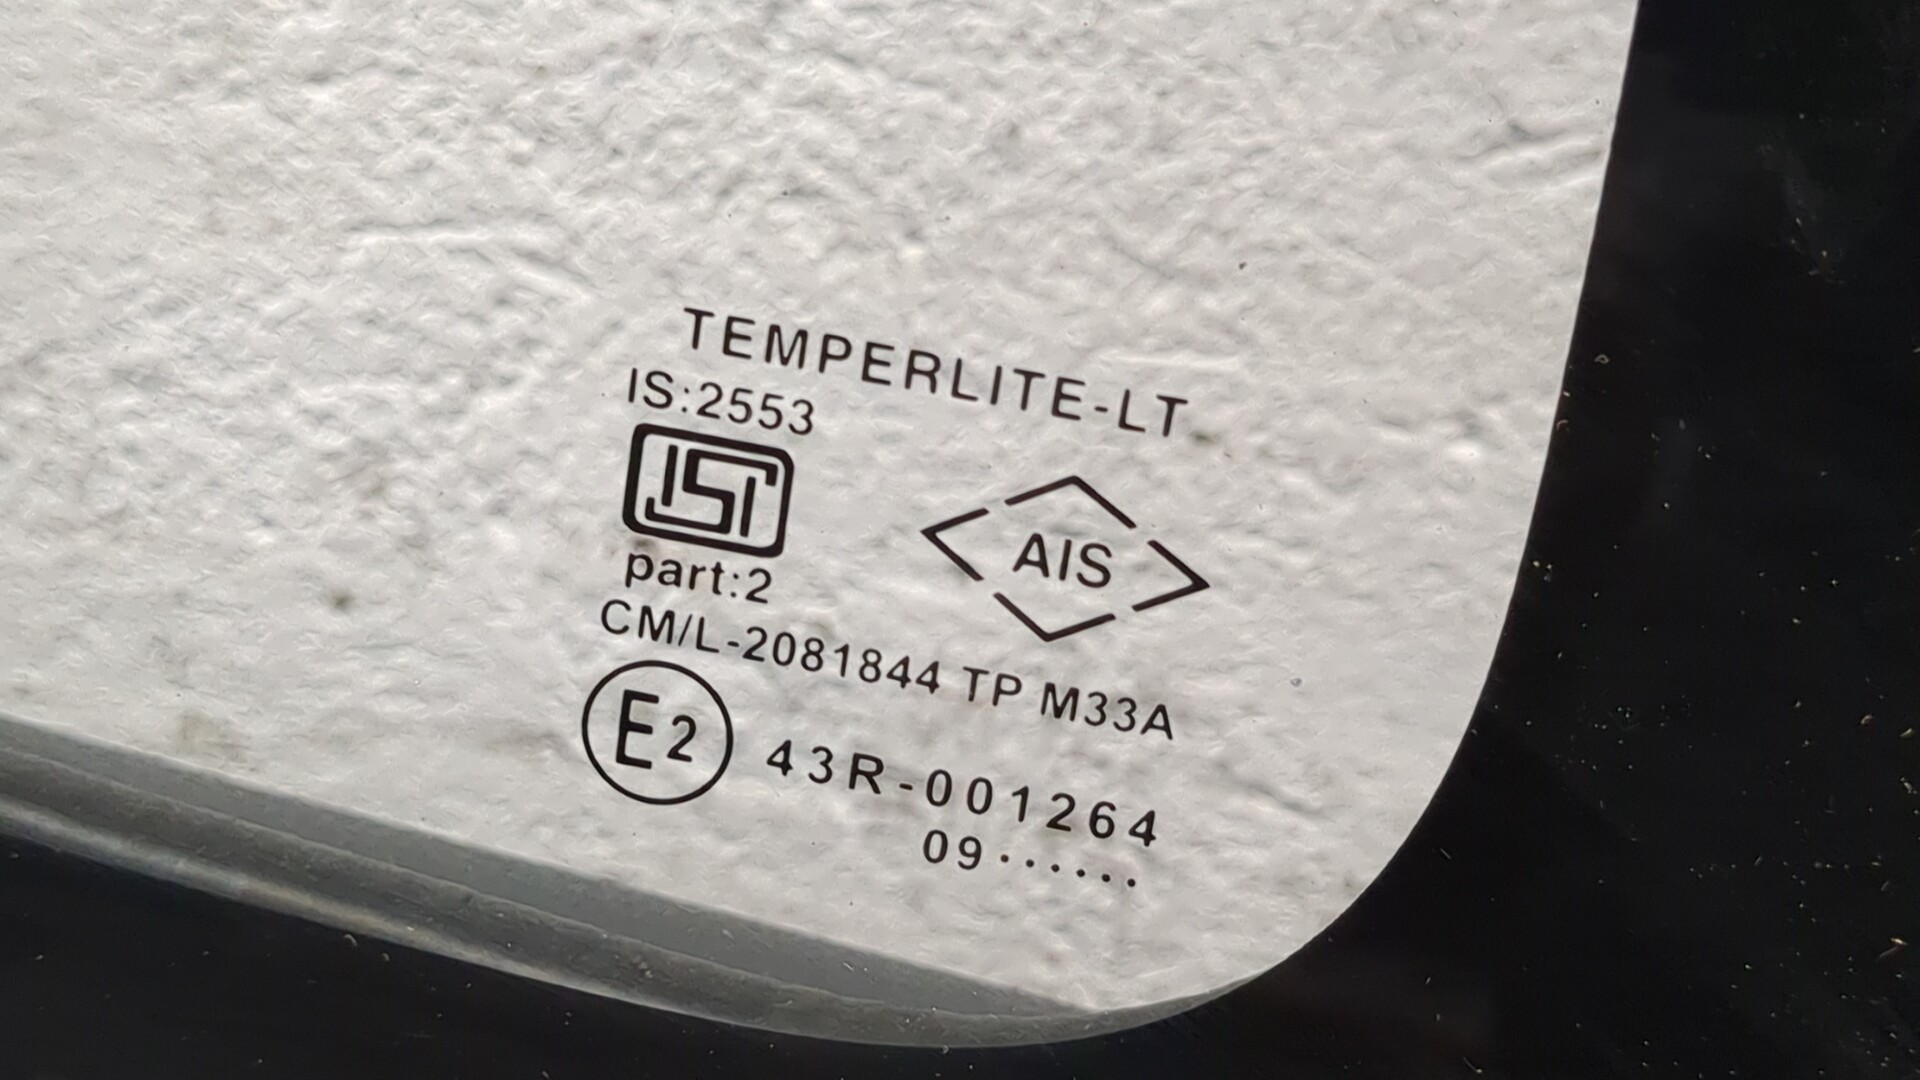 TEMPERLITE-LT
IS:2553
ISI
part:2
AIS
CM/L-2081844 TP M33A
E2 43R-001264
09······